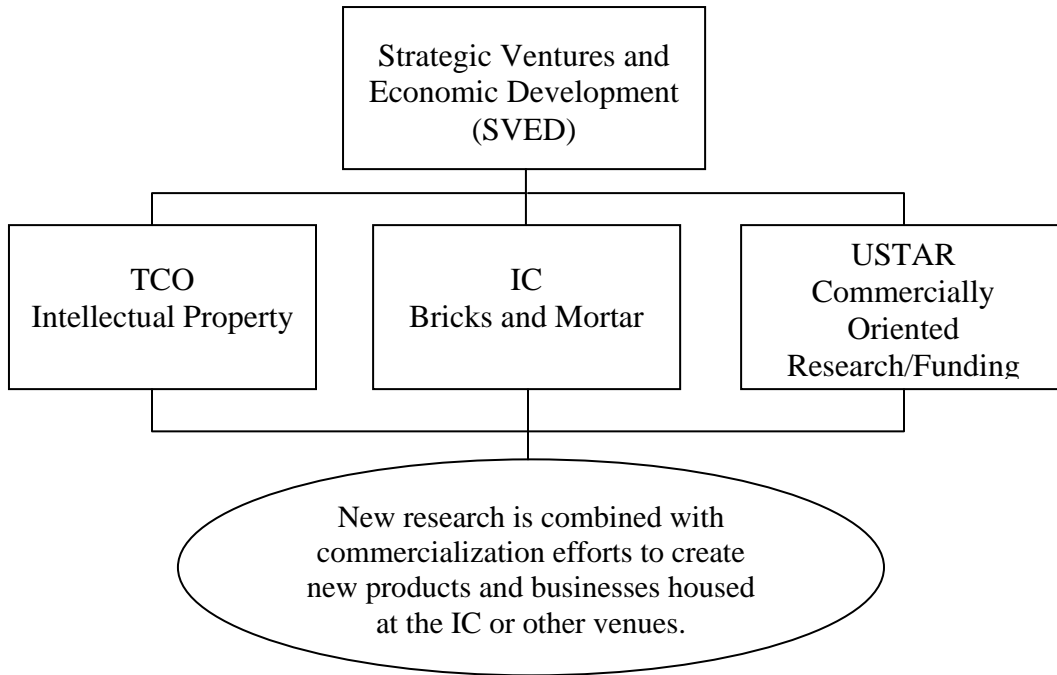 Strategic Ventures and
Economic Development
(SVED)
TCO
Intellectual Property
IC
Bricks and Mortar
USTAR
Commercially
Oriented
Research/Funding
New research is combined with
commercialization efforts to create
new products and businesses housed
at the IC or other venues.